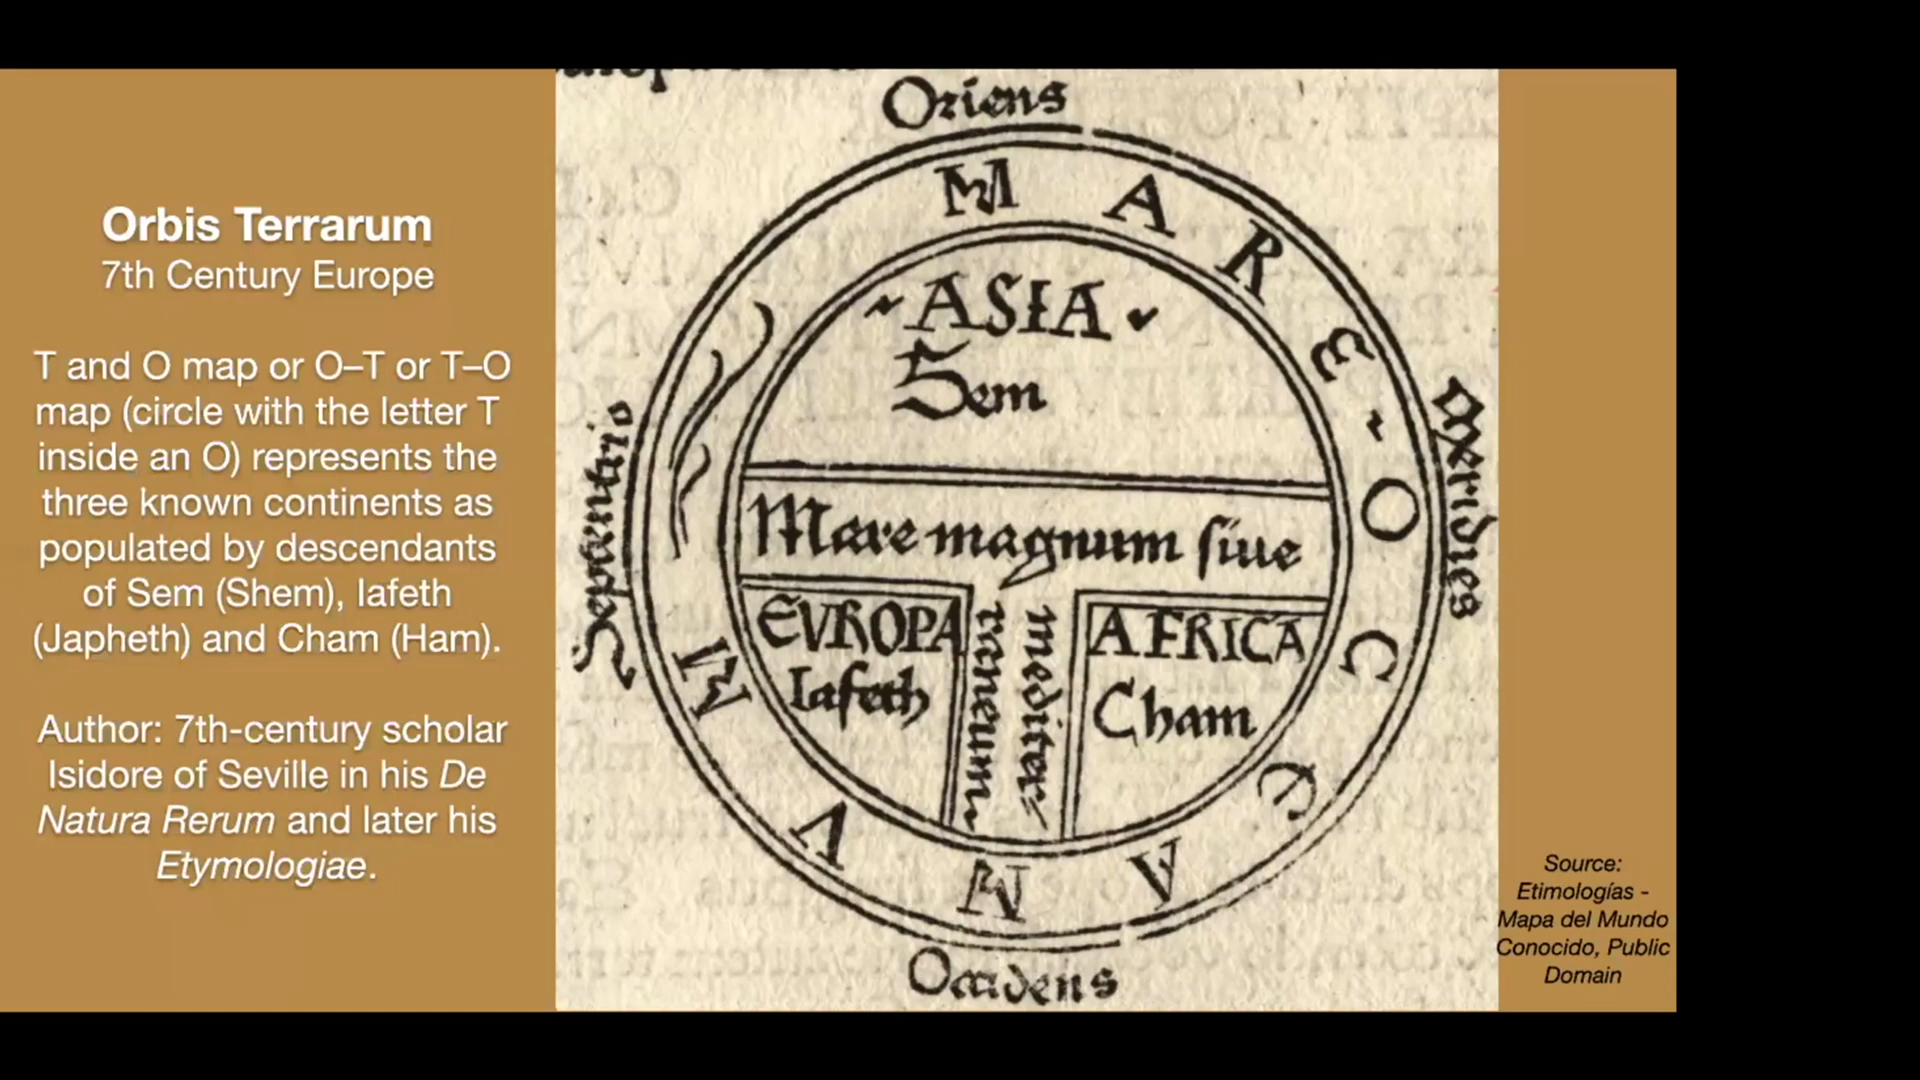 Orbis Terrarum
7th Century Europe
T and O map or O–T or T–O
map (circle with the letter T
inside an O) represents the
three known continents as
populated by descendants
of Sem (Shem), Iafeth
(Japheth) and Cham (Ham).
Author: 7th-century scholar
Isidore of Seville in his De
Natura Rerum and later his
Etymologiae.
Oriens
MARE OCCEANVM
ASIA
Sem
Septentrio
Meridies
Mare magnum ſiue
EVROPA
Iafeth
mediter
raneum
AFRICA
Cham
Occidens
Source:
Etimologías -
Mapa del Mundo
Conocido, Public
Domain